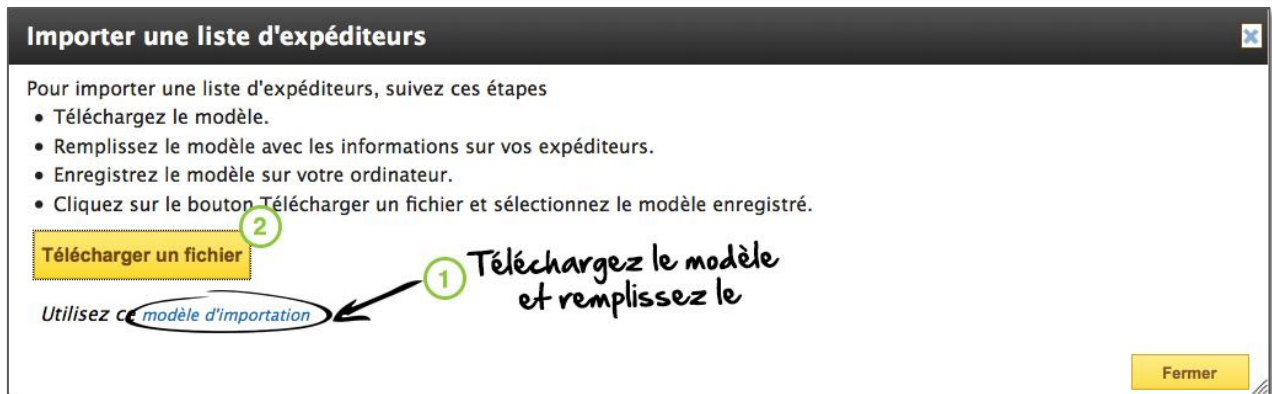 Importer une liste d'expéditeurs
Pour importer une liste d'expéditeurs, suivez ces étapes
• Téléchargez le modèle.
• Remplissez le modèle avec les informations sur vos expéditeurs.
• Enregistrez le modèle sur votre ordinateur.
• Cliquez sur le bouton Télécharger un fichier et sélectionnez le modèle enregistré.
2
Télécharger un fichier
1
Téléchargez le modèle
et remplissez le
Utilisez ce modèle d'importation
Fermer